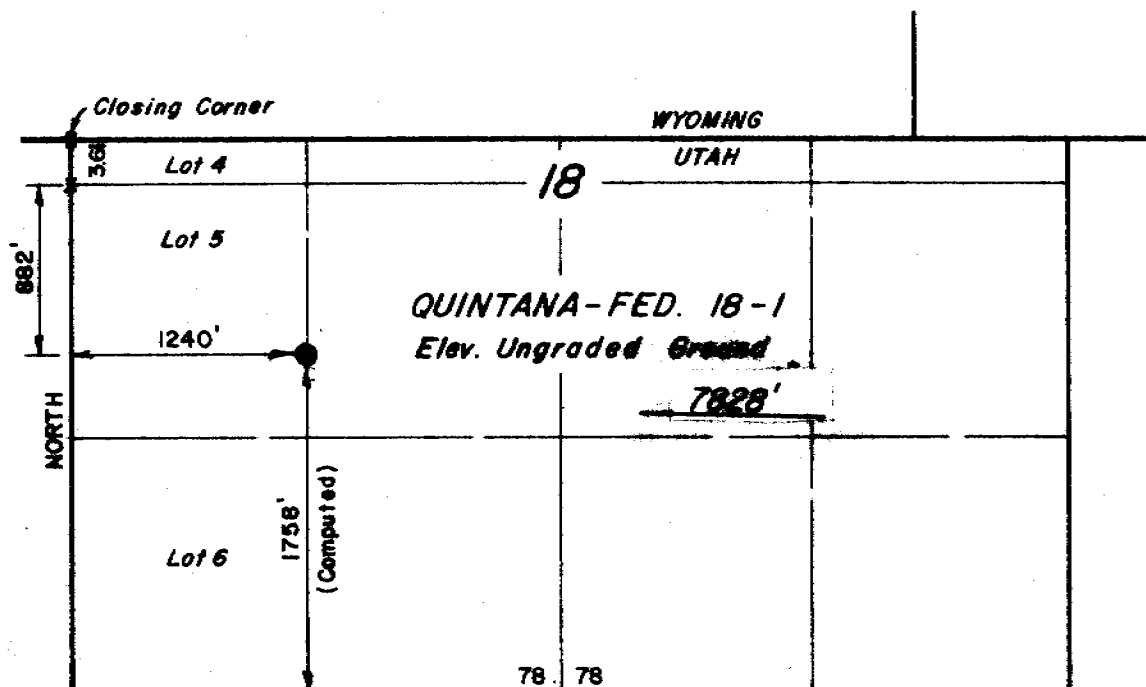 Closing Corner
WYOMING
UTAH
3.61
Lot 4
18
Lot 5
882'
QUINTANA-FED. 18-1
1240'
Elev. Ungraded Ground
7828'
NORTH
1758'
(Computed)
Lot 6
78 78